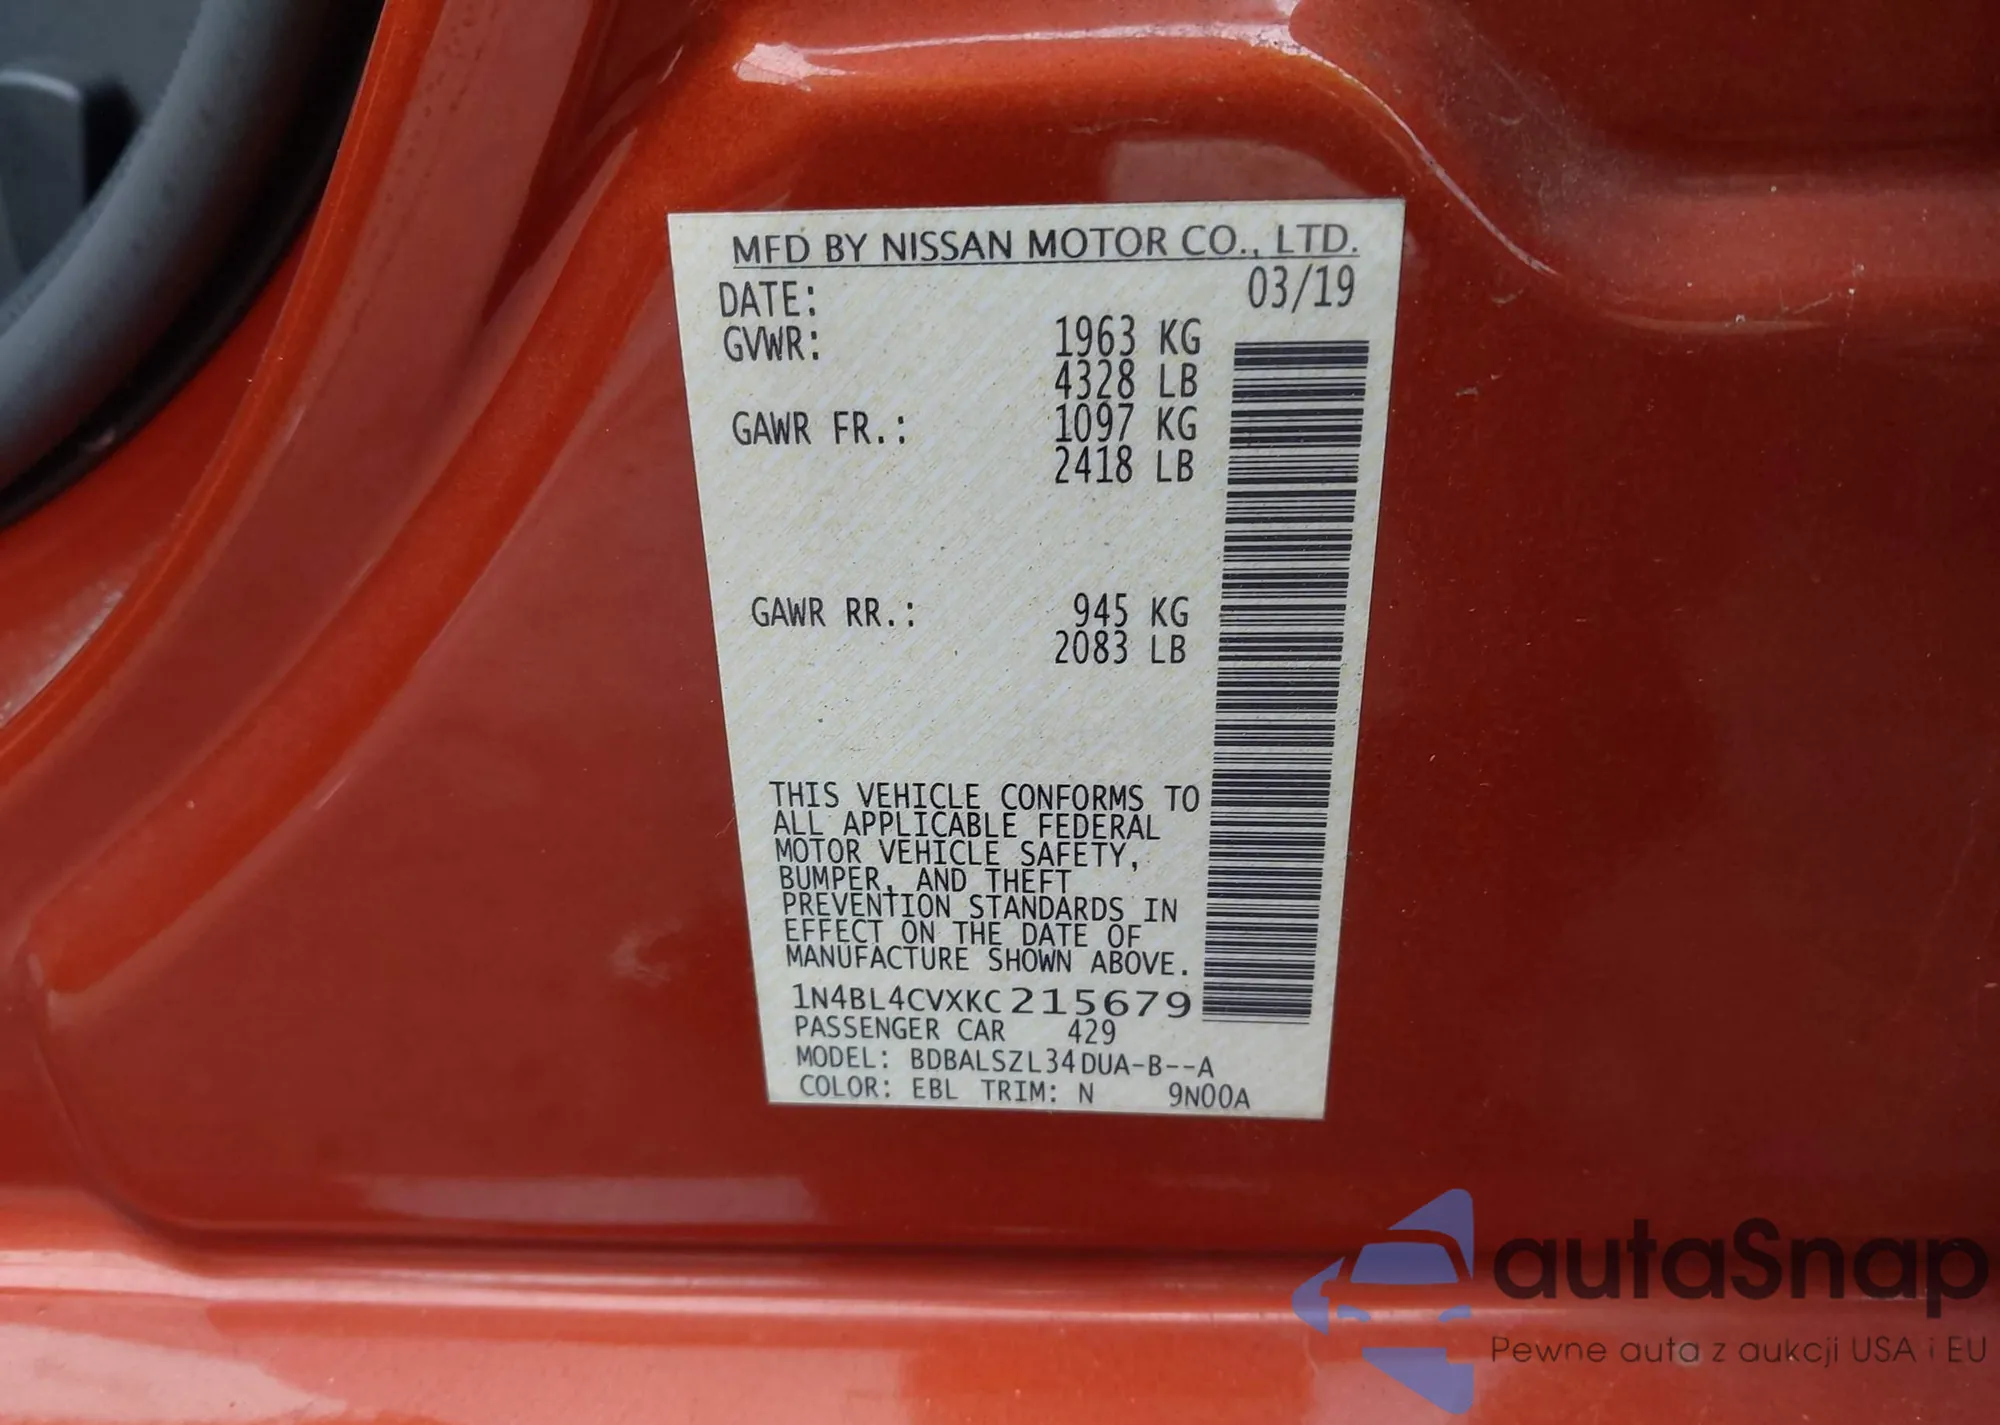 MFD BY NISSAN MOTOR CO., LTD.
DATE: 03/19
GVWR: 1963 KG
4328 LB
GAWR FR.: 1097 KG
2418 LB
GAWR RR.: 945 KG
2083 LB
THIS VEHICLE CONFORMS TO
ALL APPLICABLE FEDERAL
MOTOR VEHICLE SAFETY,
BUMPER, AND THEFT
PREVENTION STANDARDS IN
EFFECT ON THE DATE OF
MANUFACTURE SHOWN ABOVE.
1N4BL4CVXKC215679
PASSENGER CAR 429
MODEL: BDBALSZL34DUA-B--A
COLOR: EBL TRIM: N 9N00A
autaSnap
Pewne auta z aukcji USA i EU